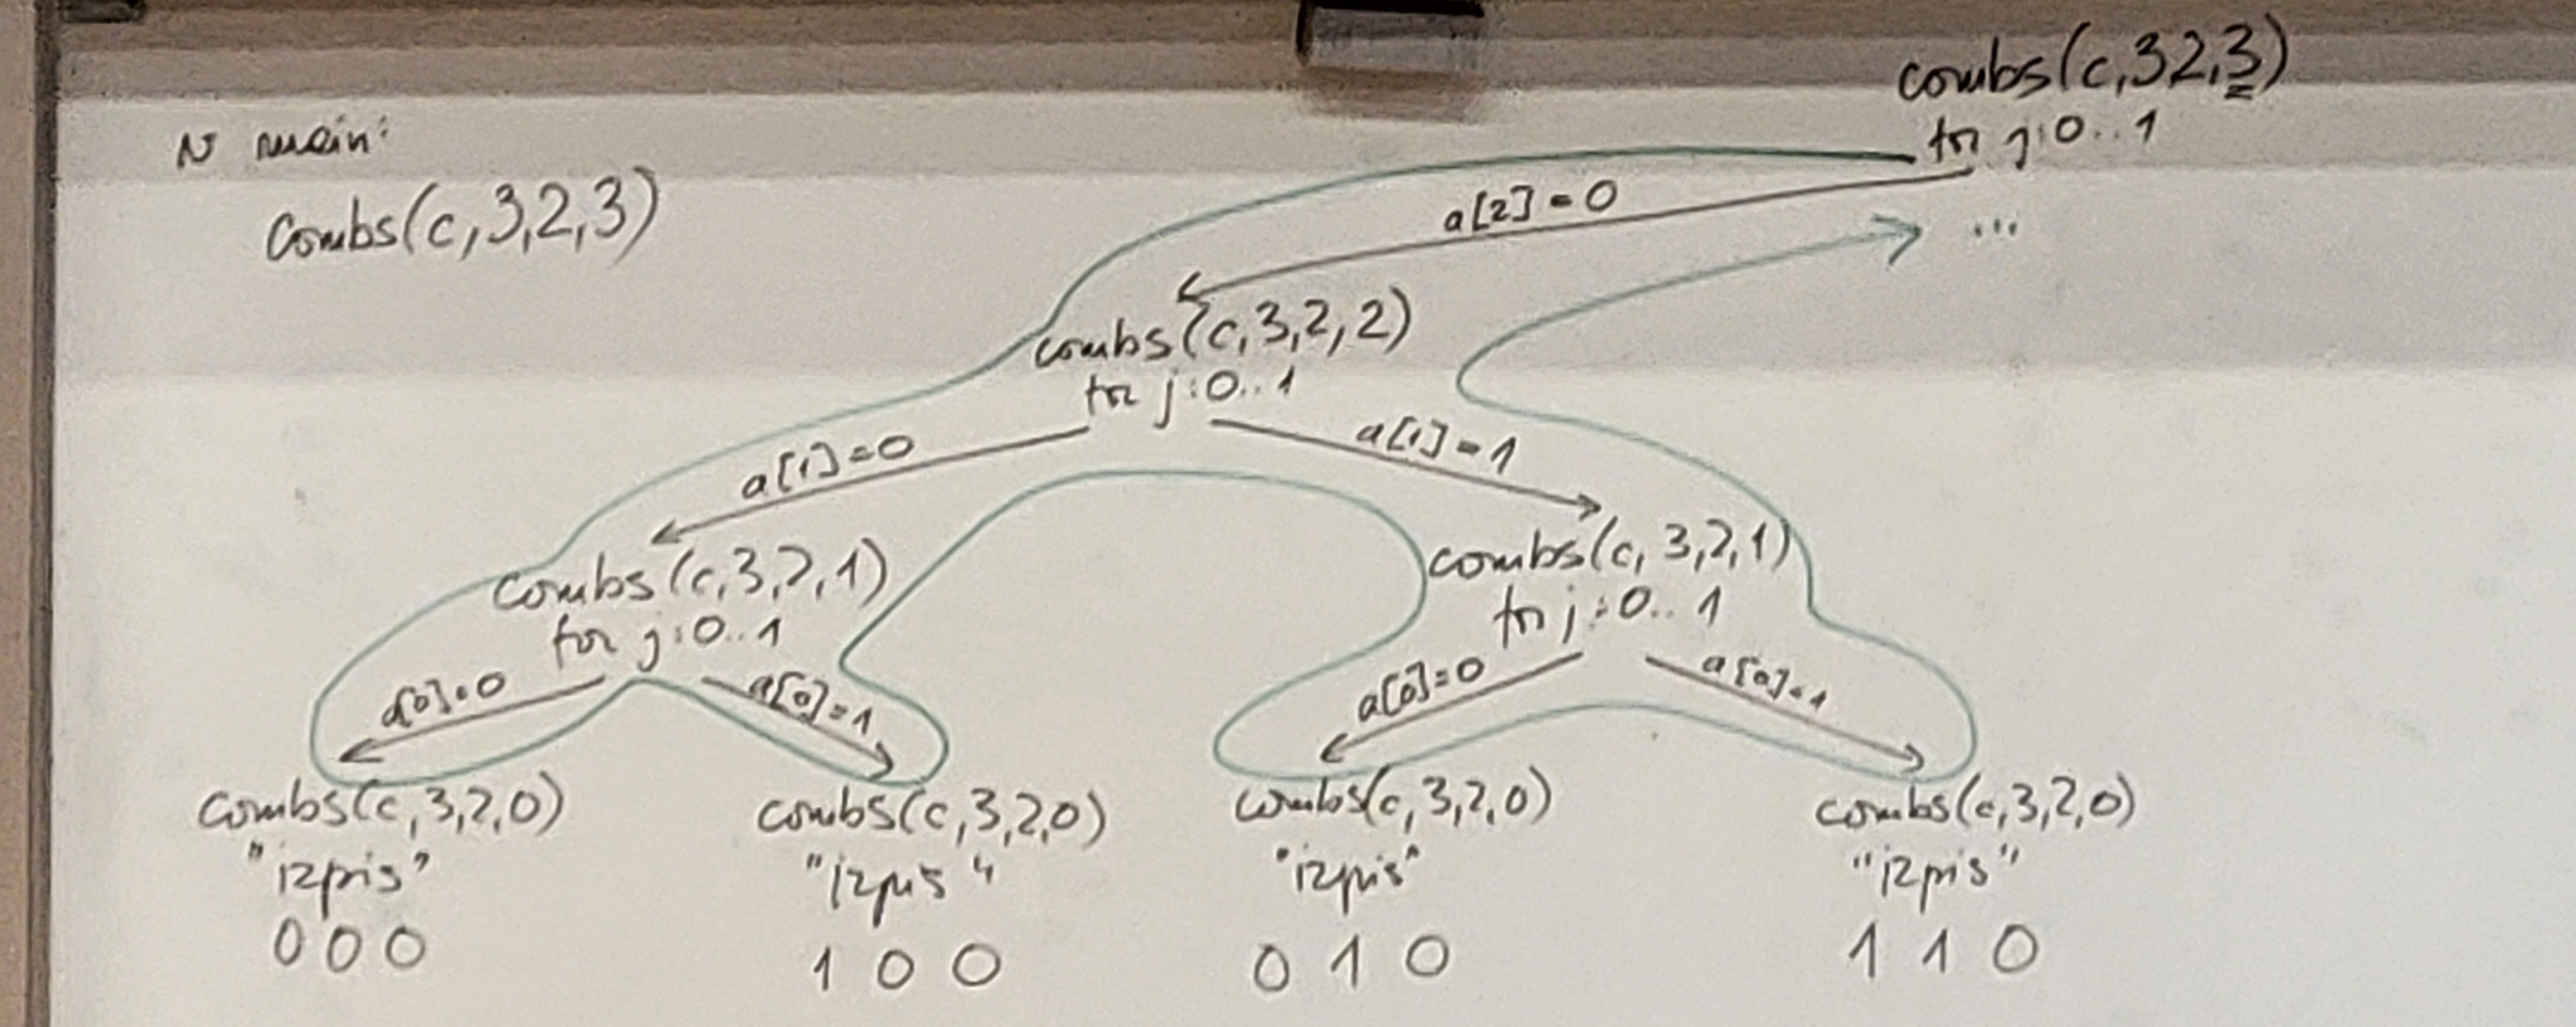 V main:
combs(c,3,2,3)
combs(c,32,3)
for j:0..1
a[2]=0
...
combs(c,3,2,2)
for j:0..1
a[1]=0
a[1]=1
combs(c,3,2,1)
for j:0..1
combs(c,3,2,1)
for j:0..1
a[0]=0
a[0]=1
a[0]=0
a[0]=1
combs(c,3,2,0)
"izpis"
0 0 0
combs(c,3,2,0)
"izpis"
1 0 0
combs(c,3,2,0)
"izpis"
0 1 0
combs(c,3,2,0)
"izpis"
1 1 0